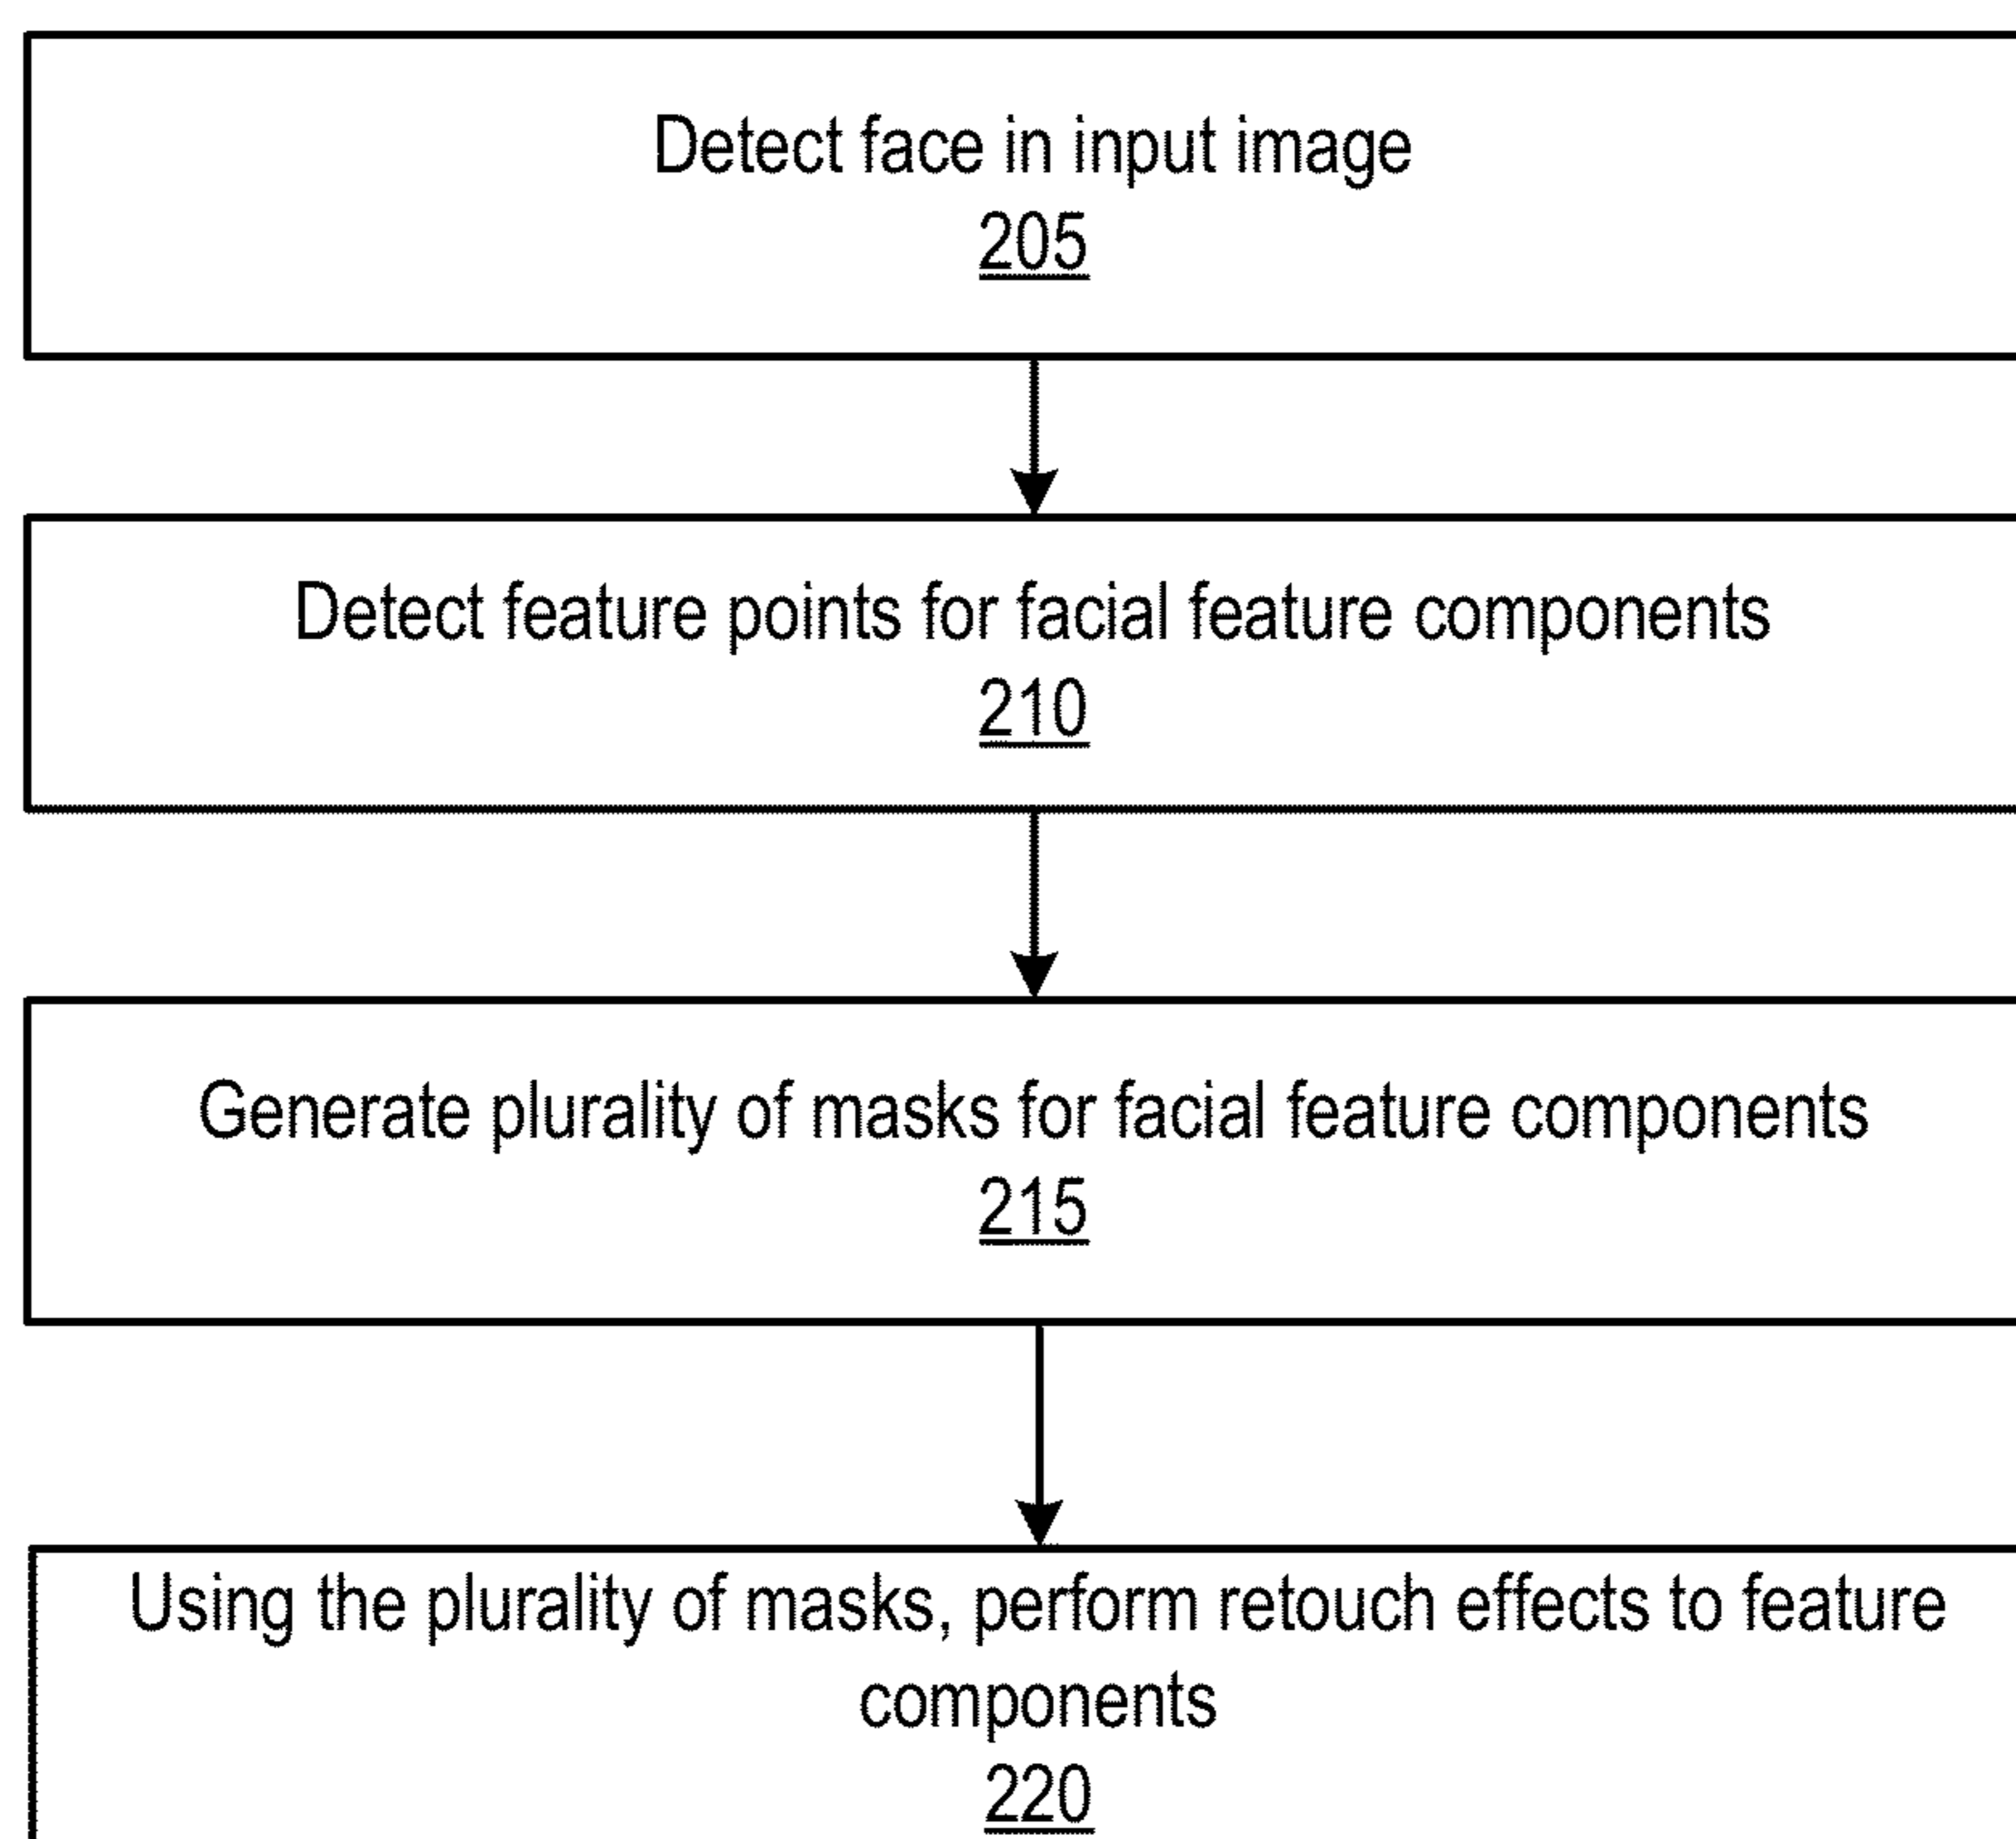 Detect face in input image
205
Detect feature points for facial feature components
210
Generate plurality of masks for facial feature components
215
Using the plurality of masks, perform retouch effects to feature
components
220